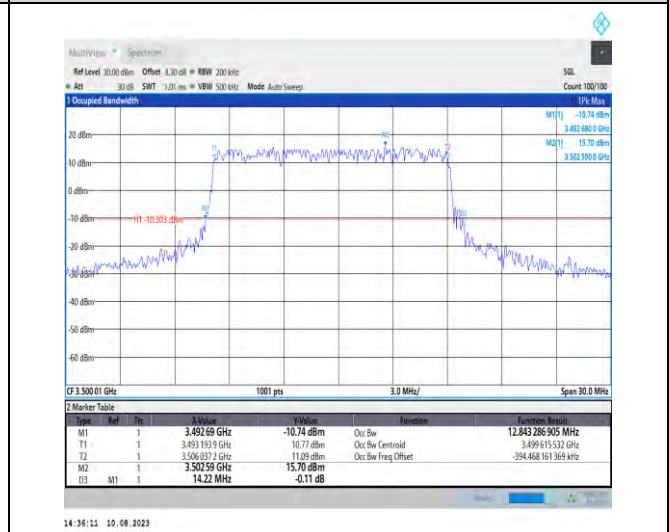 MultiView Spectrum
Ref Level 30.00 dBm Offset 8.30 dB RBW 200 kHz SGL
Att 30 dB SWT 1.01 ms VBW 500 kHz Mode Auto Sweep Count 100/100
1 Occupied Bandwidth 1Pk Max
M1[1] -10.74 dBm
3.492 690 0 GHz
20 dBm
M2[1] 15.70 dBm
3.502 590 0 GHz
T1
10 dBm
0 dBm
-10 dBm
H1 -10.303 dBm
-20 dBm
-30 dBm
-40 dBm
-50 dBm
-60 dBm
CF 3.500 01 GHz 1001 pts 3.0 MHz/ Span 30.0 MHz
2 Marker Table
Type Ref Trc X-Value Y-Value Function Function Result
M1 1 3.492 69 GHz -10.74 dBm Occ Bw 12.843 286 905 MHz
T1 1 3.493 193 9 GHz 10.77 dBm Occ Bw Centroid 3.499 615 532 GHz
T2 1 3.506 037 2 GHz 11.09 dBm Occ Bw Freq Offset -394.468 161 369 kHz
M2 1 3.502 59 GHz 15.70 dBm
D3 M1 1 14.22 MHz -0.11 dB
14:36:11 10.08.2023